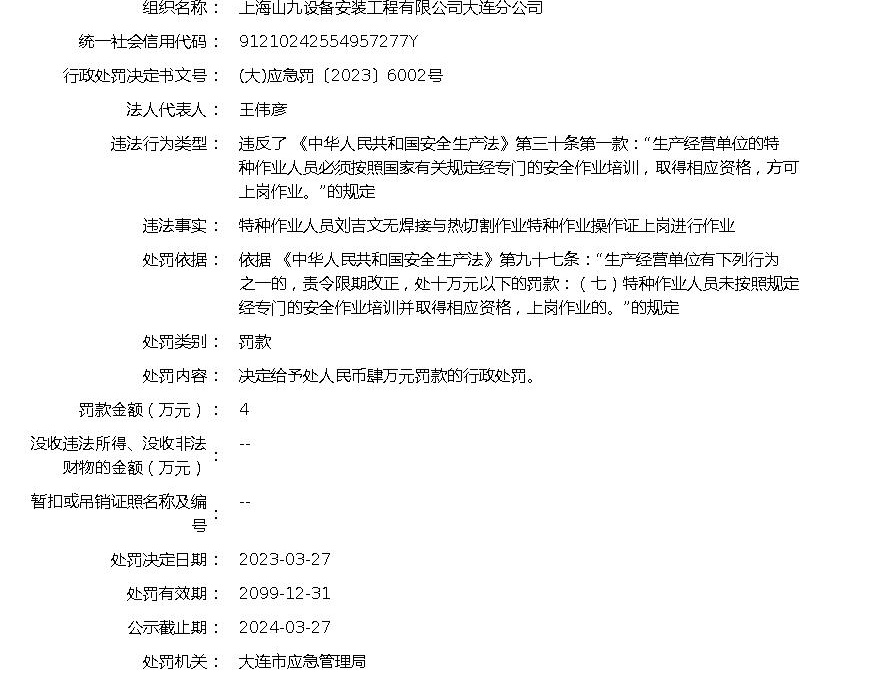 组织名称： 上海山九设备安装工程有限公司大连分公司
统一社会信用代码： 91210242554957277Y
行政处罚决定书文号： (大)应急罚〔2023〕6002号
法人代表人： 王伟彦
违法行为类型： 违反了 《中华人民共和国安全生产法》第三十条第一款：“生产经营单位的特
种作业人员必须按照国家有关规定经专门的安全作业培训，取得相应资格，方可
上岗作业。”的规定
违法事实： 特种作业人员刘吉文无焊接与热切割作业特种作业操作证上岗进行作业
处罚依据： 依据 《中华人民共和国安全生产法》第九十七条：“生产经营单位有下列行为
之一的，责令限期改正，处十万元以下的罚款：（七）特种作业人员未按照规定
经专门的安全作业培训并取得相应资格，上岗作业的。”的规定
处罚类别： 罚款
处罚内容： 决定给予处人民币肆万元罚款的行政处罚。
罚款金额（万元）： 4
没收违法所得、没收非法
财物的金额（万元）： --
暂扣或吊销证照名称及编
号： --
处罚决定日期： 2023-03-27
处罚有效期： 2099-12-31
公示截止期： 2024-03-27
处罚机关： 大连市应急管理局